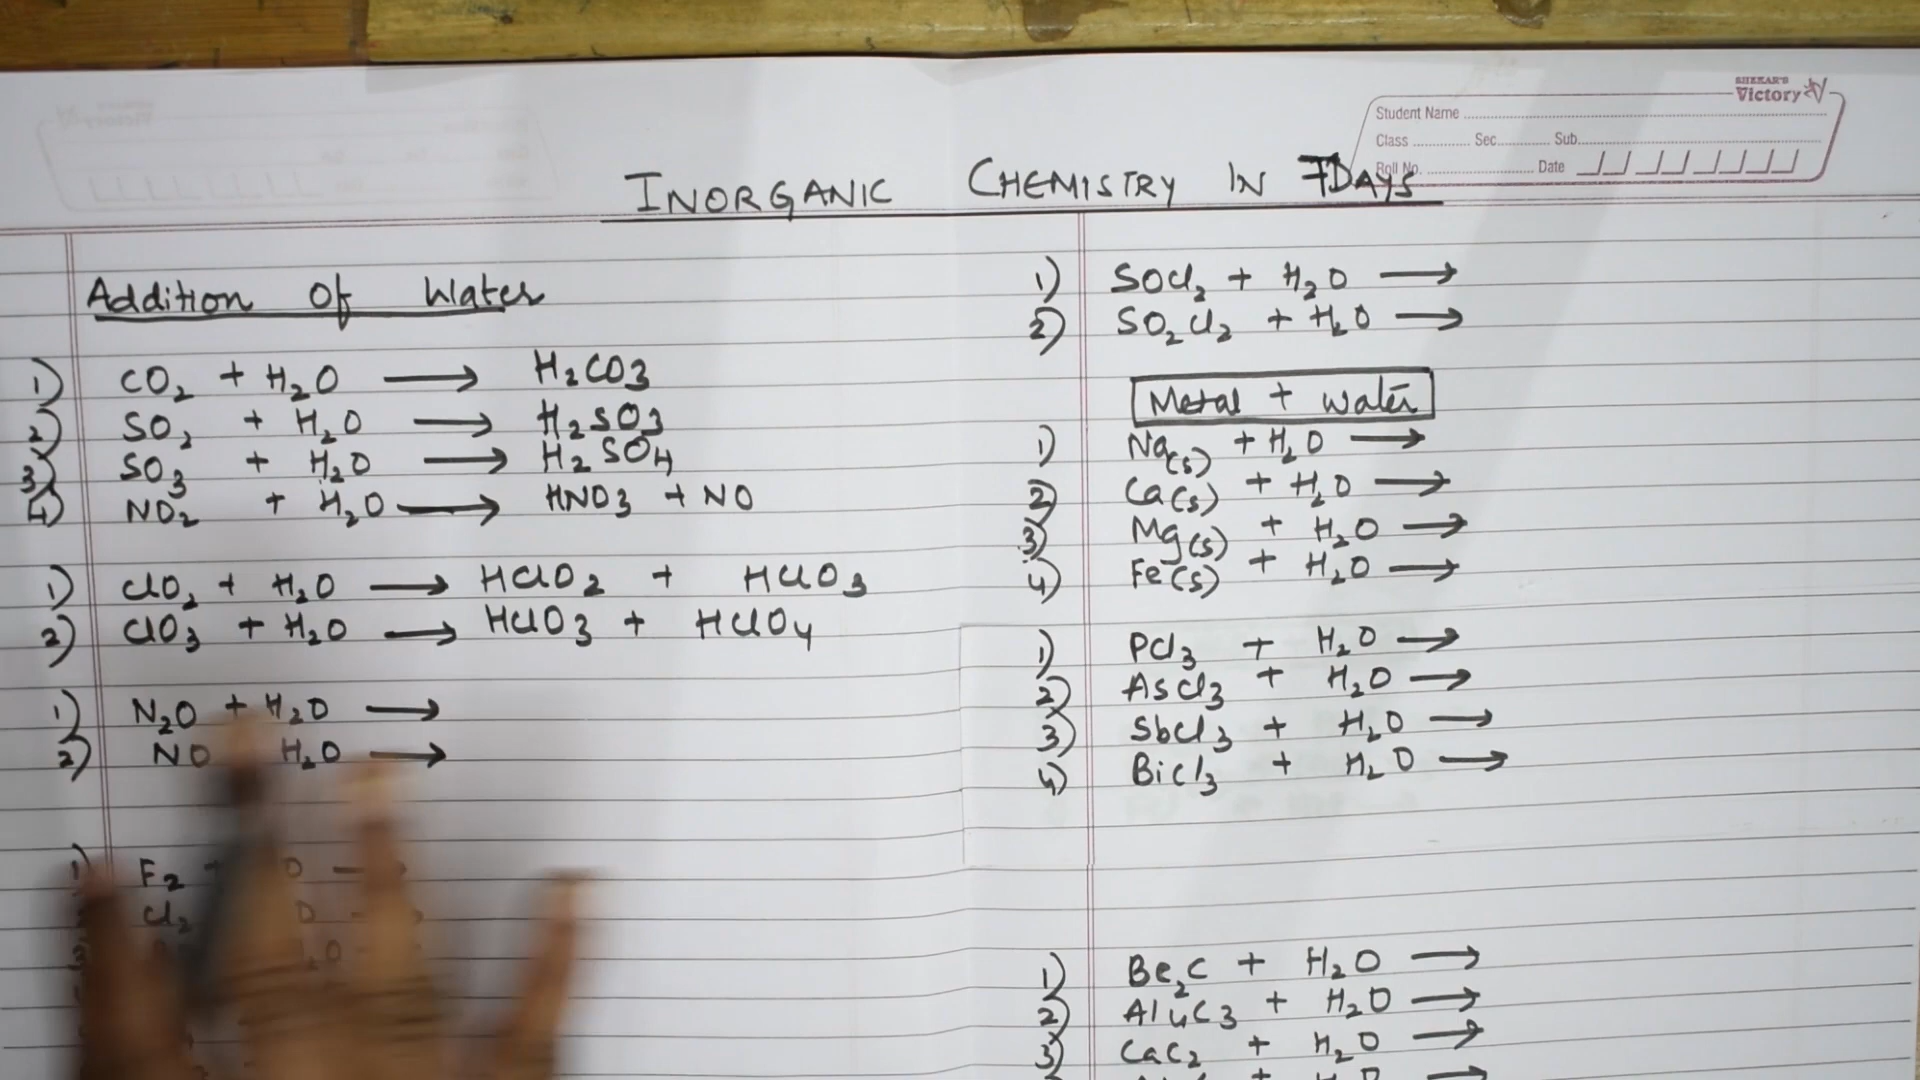 SHEKAR'S
Victory
Student Name
Class Sec. Sub.
Roll No. Date
INORGANIC CHEMISTRY IN 7DAYS
Addition Of Water
1) CO2 + H2O ⟶ H2CO3
2) SO2 + H2O ⟶ H2SO3
3) SO3 + H2O ⟶ H2SO4
4) NO2 + H2O ⟶ HNO3 + NO
1) ClO2 + H2O ⟶ HClO2 + HClO3
2) ClO3 + H2O ⟶ HClO3 + HClO4
1) N2O + H2O ⟶
2) NO H2O ⟶
1) F2
Cl2
1) SOCl2 + H2O ⟶
2) SO2Cl2 + H2O ⟶
Metal + Water
1) Na(s) + H2O ⟶
2) Ca(s) + H2O ⟶
3) Mg(s) + H2O ⟶
4) Fe(s) + H2O ⟶
1) PCl3 + H2O ⟶
2) AsCl3 + H2O ⟶
3) SbCl3 + H2O ⟶
4) BiCl3 + H2O ⟶
1) Be2C + H2O ⟶
2) Al4C3 + H2O ⟶
3) CaC2 + H2O ⟶